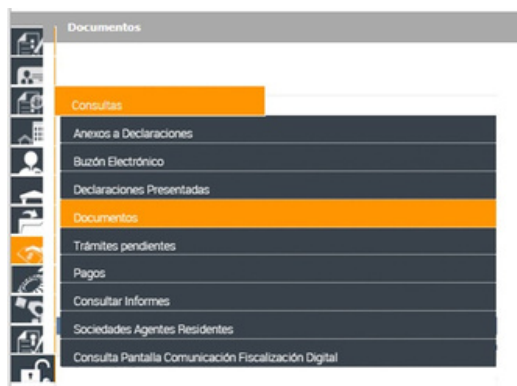 Documentos
Consultas
Anexos a Declaraciones
Buzón Electrónico
Declaraciones Presentadas
Documentos
Trámites pendientes
Pagos
Consultar Informes
Sociedades Agentes Residentes
Consulta Pantalla Comunicación Fiscalización Digital